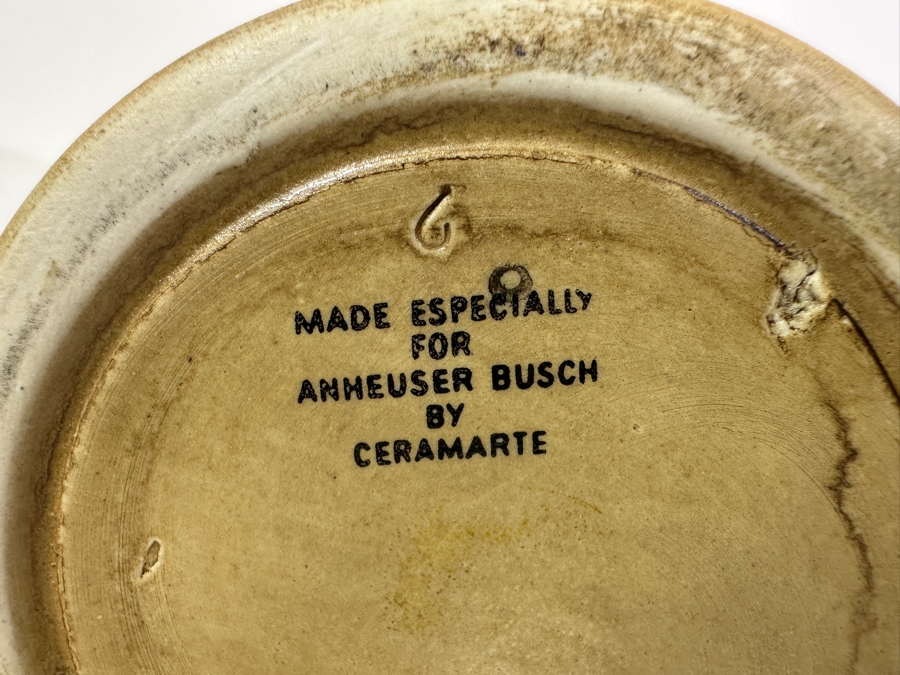 6
MADE ESPECIALLY
FOR
ANHEUSER BUSCH
BY
CERAMARTE